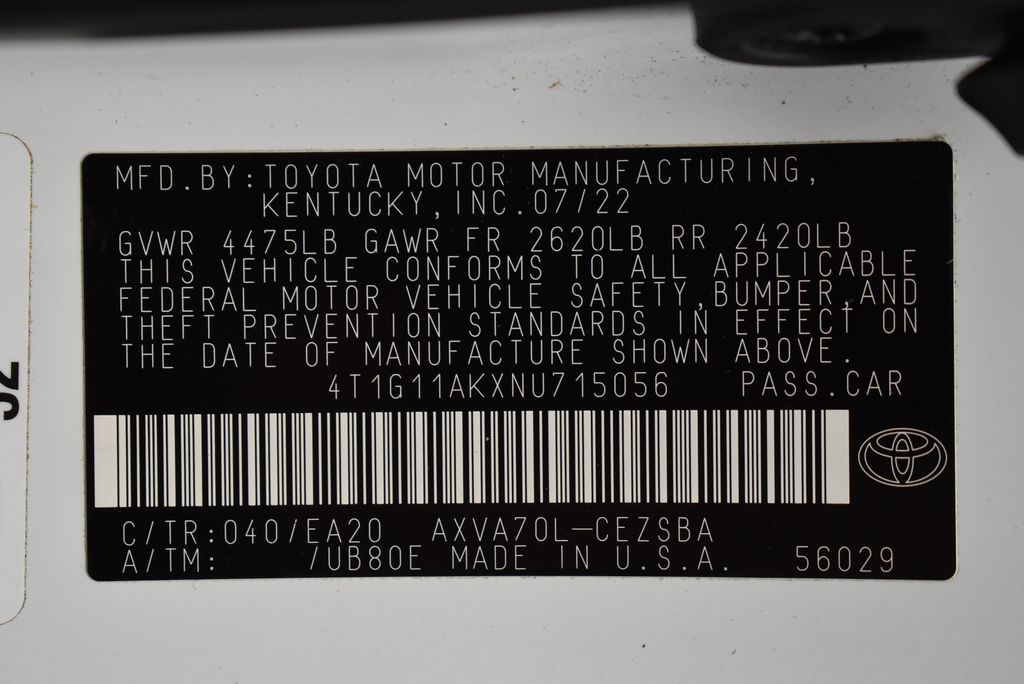 MFD.BY:TOYOTA MOTOR MANUFACTURING,
KENTUCKY,INC.07/22
GVWR 4475LB GAWR FR 2620LB RR 2420LB
THIS VEHICLE CONFORMS TO ALL APPLICABLE
FEDERAL MOTOR VEHICLE SAFETY,BUMPER,AND
THEFT PREVENTION STANDARDS IN EFFECT ON
THE DATE OF MANUFACTURE SHOWN ABOVE.
4T1G11AKXNU715056 PASS.CAR
C/TR:040/EA20 AXVA70L-CEZSBA
A/TM: /UB80E MADE IN U.S.A. 56029